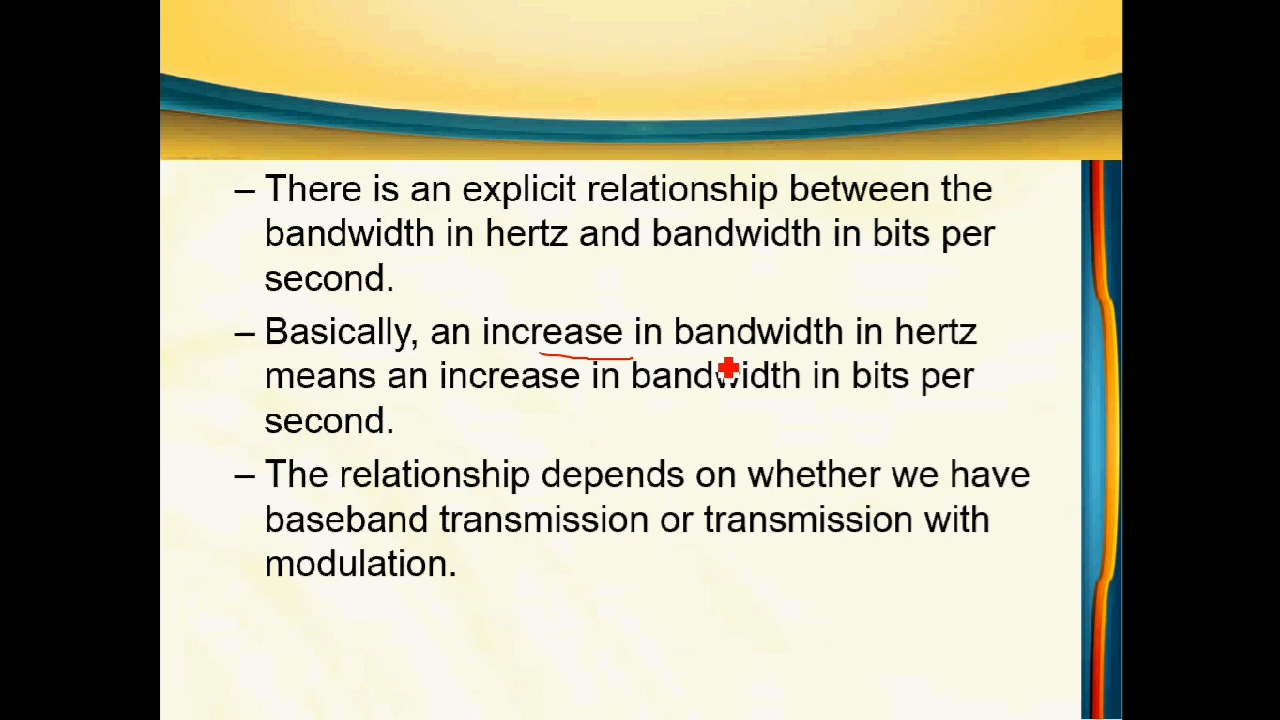 – There is an explicit relationship between the
bandwidth in hertz and bandwidth in bits per
second.
– Basically, an increase in bandwidth in hertz
means an increase in bandwidth in bits per
second.
– The relationship depends on whether we have
baseband transmission or transmission with
modulation.